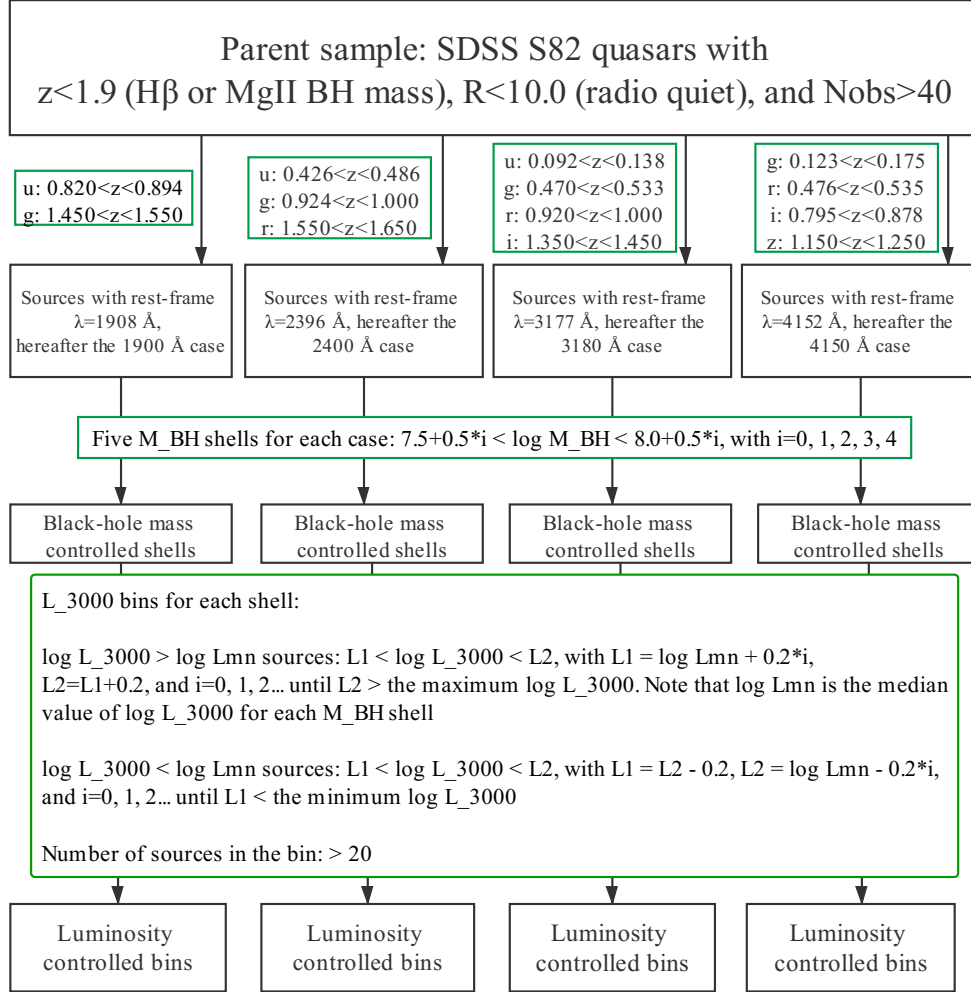 Parent sample: SDSS S82 quasars with
z<1.9 (Hβ or MgII BH mass), R<10.0 (radio quiet), and Nobs>40
u: 0.820<z<0.894
g: 1.450<z<1.550
u: 0.426<z<0.486
g: 0.924<z<1.000
r: 1.550<z<1.650
u: 0.092<z<0.138
g: 0.470<z<0.533
r: 0.920<z<1.000
i: 1.350<z<1.450
g: 0.123<z<0.175
r: 0.476<z<0.535
i: 0.795<z<0.878
z: 1.150<z<1.250
Sources with rest-frame
λ=1908 Å,
hereafter the 1900 Å case
Sources with rest-frame
λ=2396 Å, hereafter the
2400 Å case
Sources with rest-frame
λ=3177 Å, hereafter the
3180 Å case
Sources with rest-frame
λ=4152 Å, hereafter the
4150 Å case
Five M_BH shells for each case: 7.5+0.5*i < log M_BH < 8.0+0.5*i, with i=0, 1, 2, 3, 4
Black-hole mass
controlled shells
Black-hole mass
controlled shells
Black-hole mass
controlled shells
Black-hole mass
controlled shells
L_3000 bins for each shell:
log L_3000 > log Lmn sources: L1 < log L_3000 < L2, with L1 = log Lmn + 0.2*i,
L2=L1+0.2, and i=0, 1, 2... until L2 > the maximum log L_3000. Note that log Lmn is the median
value of log L_3000 for each M_BH shell
log L_3000 < log Lmn sources: L1 < log L_3000 < L2, with L1 = L2 - 0.2, L2 = log Lmn - 0.2*i,
and i=0, 1, 2... until L1 < the minimum log L_3000
Number of sources in the bin: > 20
Luminosity
controlled bins
Luminosity
controlled bins
Luminosity
controlled bins
Luminosity
controlled bins